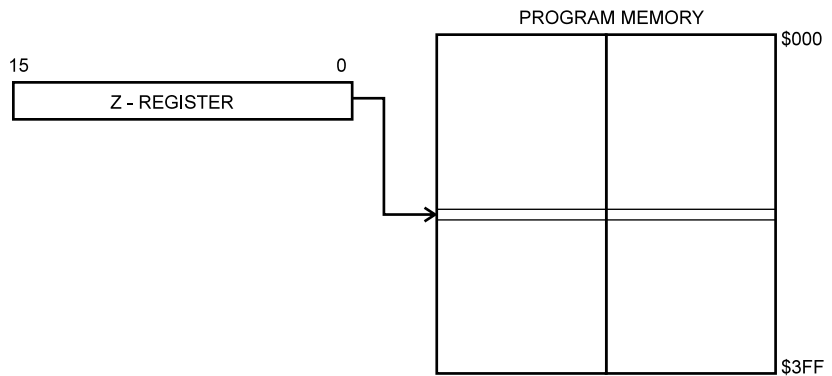 PROGRAM MEMORY
$000
15 0
Z - REGISTER
$3FF